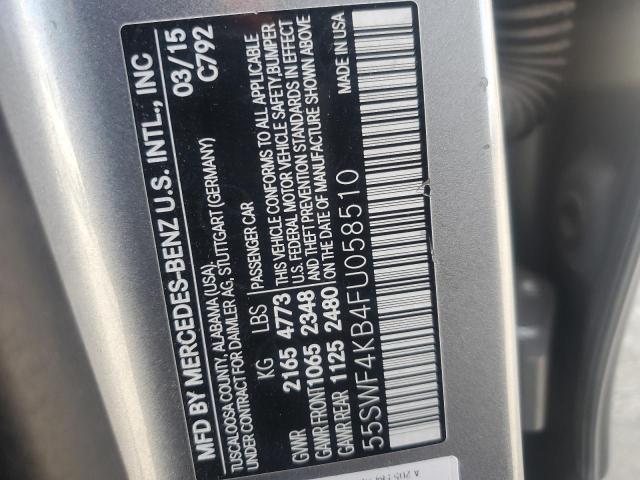 MFD BY MERCEDES-BENZ U.S. INTL., INC
TUSCALOOSA COUNTY, ALABAMA (USA).
UNDER CONTRACT FOR DAIMLER AG, STUTTGART (GERMANY)
03/15
C792
KG LBS
GVWR 2165 4773
GAWR FRONT 1065 2348
GAWR REAR 1125 2480
PASSENGER CAR
THIS VEHICLE CONFORMS TO ALL APPLICABLE
U.S. FEDERAL MOTOR VEHICLE SAFETY, BUMPER
AND THEFT PREVENTION STANDARDS IN EFFECT
ON THE DATE OF MANUFACTURE SHOWN ABOVE.
MADE IN USA
55SWF4KB4FU058510